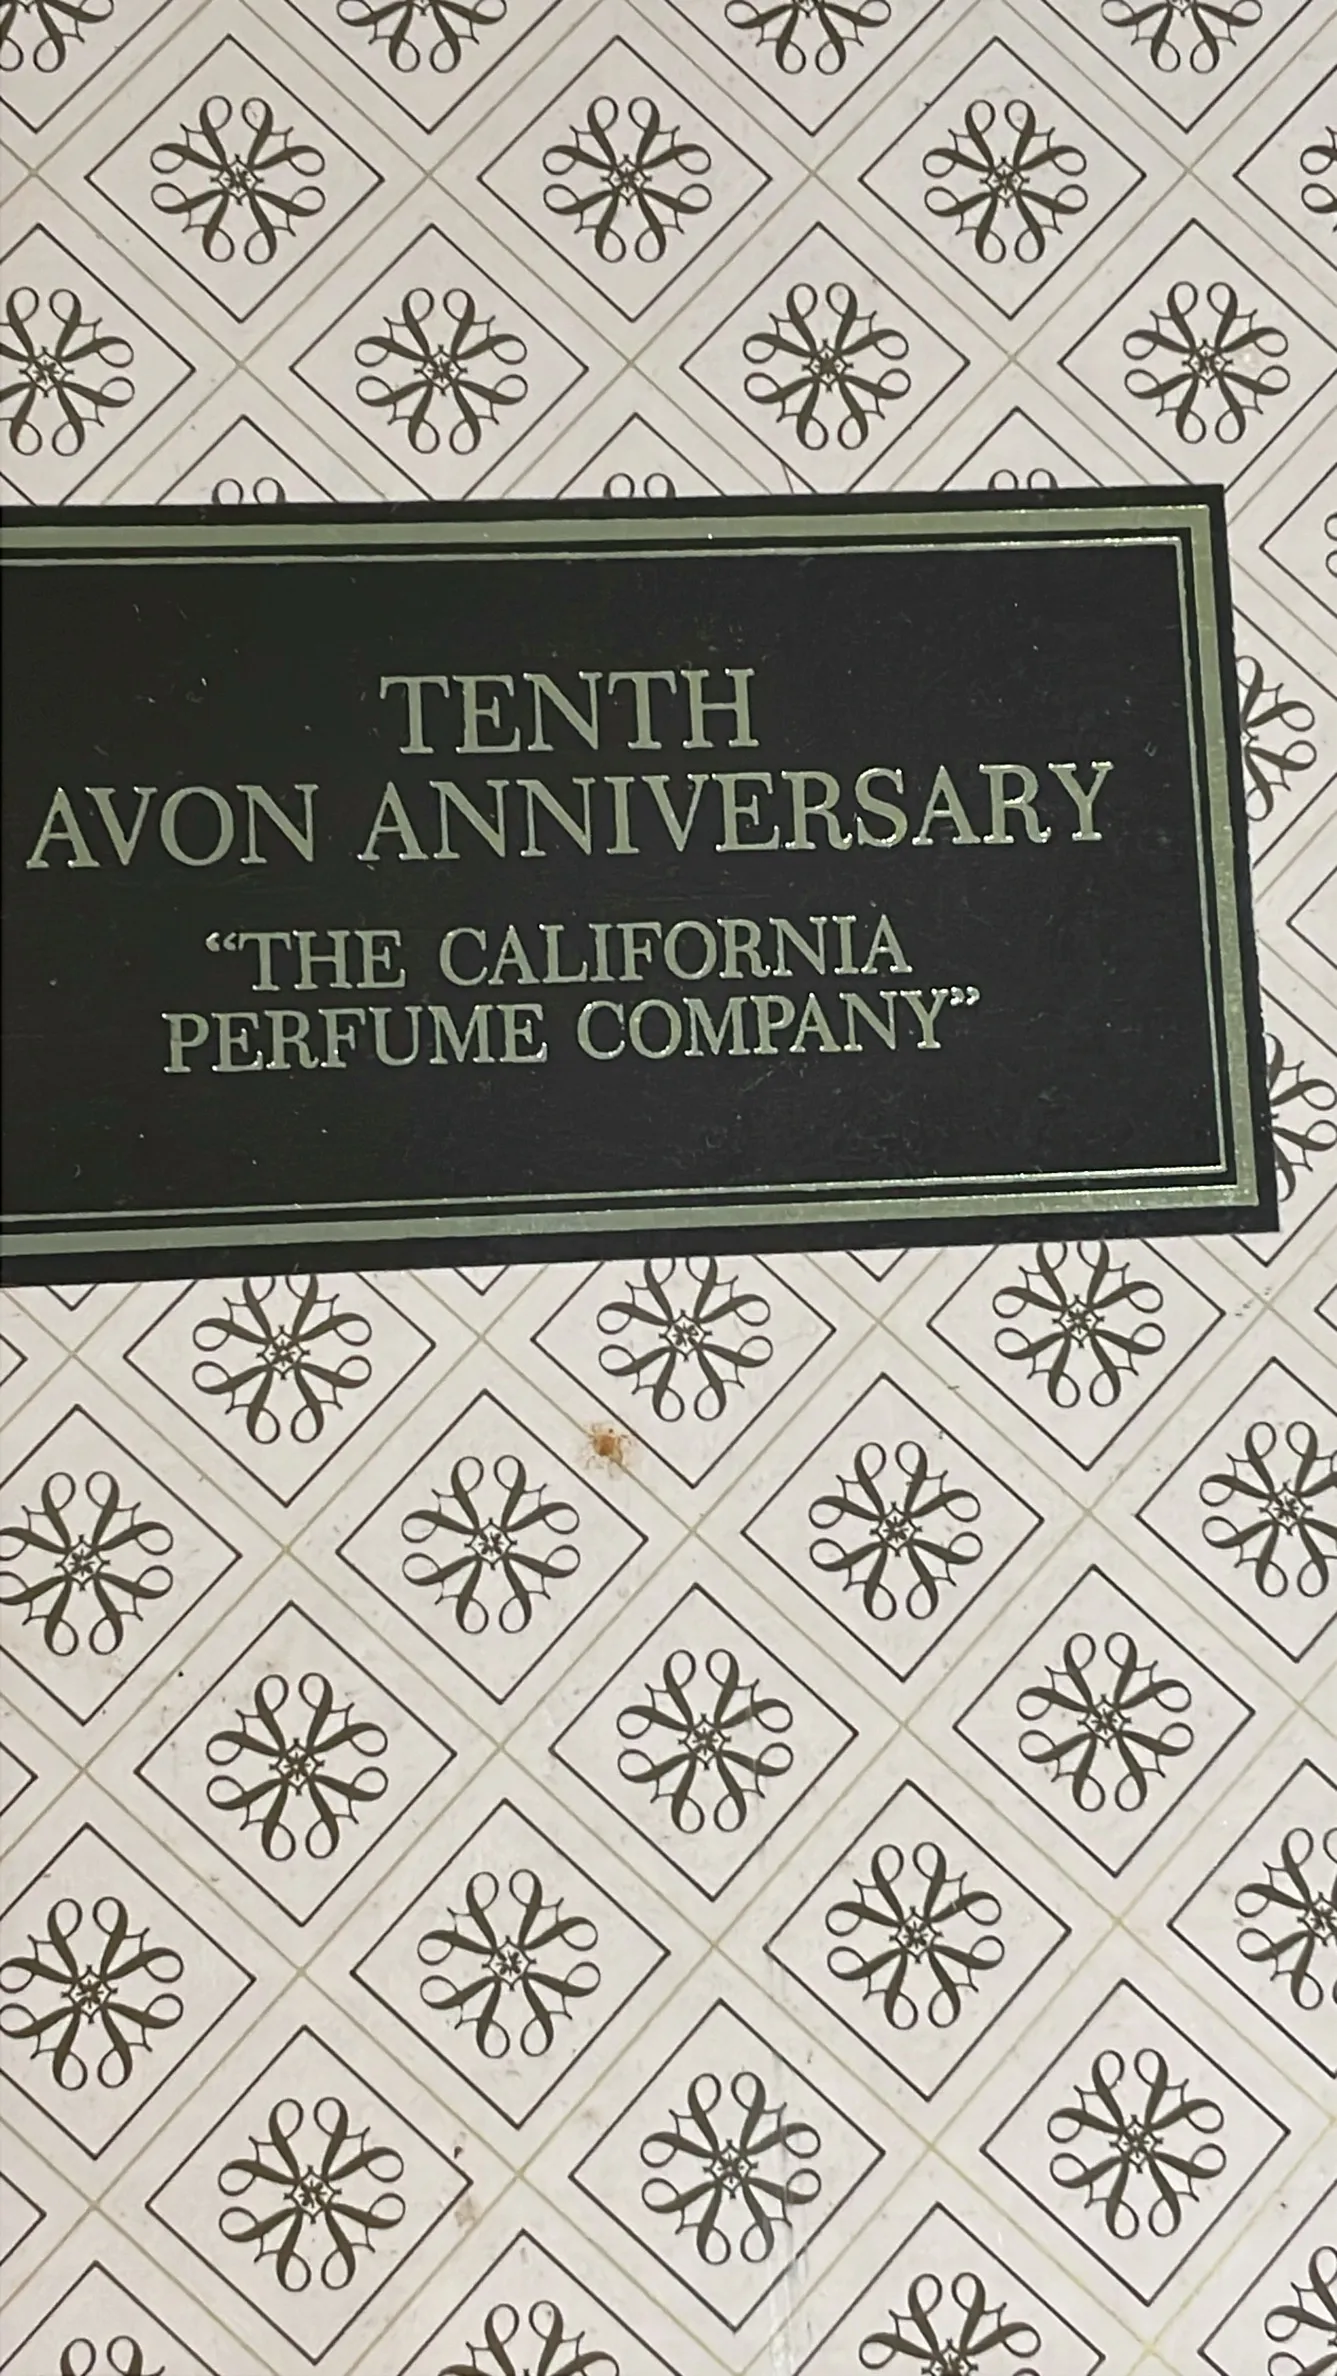 TENTH
AVON ANNIVERSARY
“THE CALIFORNIA
PERFUME COMPANY”